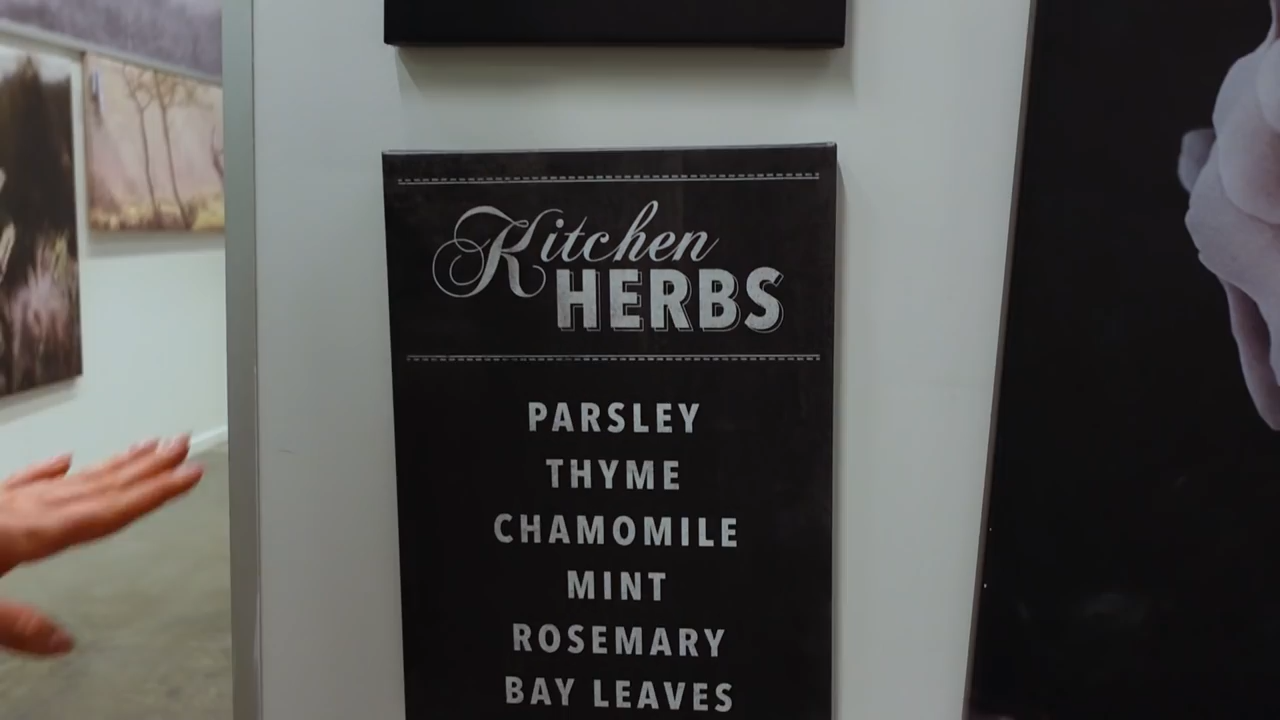 Kitchen
HERBS
PARSLEY
THYME
CHAMOMILE
MINT
ROSEMARY
BAY LEAVES